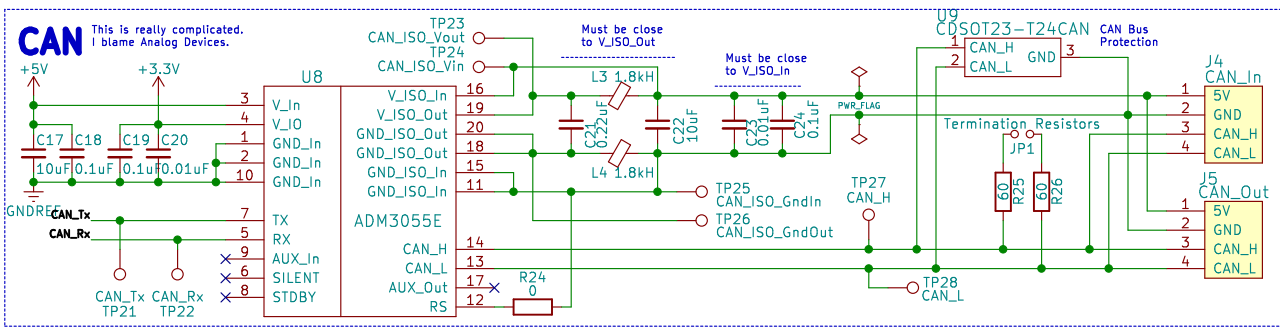 CAN
This is really complicated.
I blame Analog Devices.
+5V
+3.3V
C17
10uF
C18
0.1uF
C19
0.1uF
C20
0.01uF
GNDREF
CAN_Tx
CAN_Rx
CAN_Tx
TP21
CAN_Rx
TP22
U8
ADM3055E
3 V_In
4 V_IO
1 GND_In
2 GND_In
10 GND_In
7 TX
5 RX
9 AUX_In
6 SILENT
8 STDBY
V_ISO_In 16
V_ISO_Out 19
GND_ISO_Out 20
GND_ISO_Out 18
GND_ISO_In 15
GND_ISO_In 11
CAN_H 14
CAN_L 13
AUX_Out 17
RS 12
TP23
CAN_ISO_Vout
TP24
CAN_ISO_Vin
Must be close
to V_ISO_Out
L3 1.8kH
L4 1.8kH
C21
0.22uF
C22
10uF
Must be close
to V_ISO_In
C23
0.01uF
C24
0.1uF
PWR_FLAG
TP25
CAN_ISO_GndIn
TP26
CAN_ISO_GndOut
R24
0
TP27
CAN_H
TP28
CAN_L
U9
CDSOT23-T24CAN
1 CAN_H
2 CAN_L
GND 3
CAN Bus
Protection
Termination Resistors
JP1
60
R25
60
R26
J4
CAN_In
1 5V
2 GND
3 CAN_H
4 CAN_L
J5
CAN_Out
1 5V
2 GND
3 CAN_H
4 CAN_L